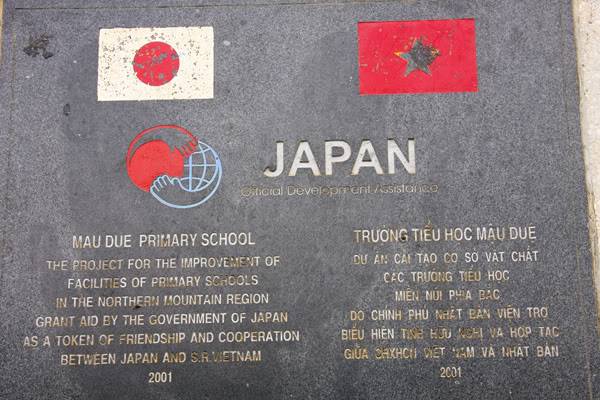 JAPAN
Official Development Assistance
MAU DUE PRIMARY SCHOOL
THE PROJECT FOR THE IMPROVEMENT OF
FACILITIES OF PRIMARY SCHOOLS
IN THE NORTHERN MOUNTAIN REGION
GRANT AID BY THE GOVERNMENT OF JAPAN
AS A TOKEN OF FRIENDSHIP AND COOPERATION
BETWEEN JAPAN AND S.R.VIETNAM
2001
TRƯỜNG TIỂU HỌC MẬU DUỆ
DỰ ÁN CẢI TẠO CƠ SỞ VẬT CHẤT
CÁC TRƯỜNG TIỂU HỌC
MIỀN NÚI PHÍA BẮC
DO CHÍNH PHỦ NHẬT BẢN VIỆN TRỢ
BIỂU HIỆN TÌNH HỮU NGHỊ VÀ HỢP TÁC
GIỮA CHXHCN VIỆT NAM VÀ NHẬT BẢN
2001